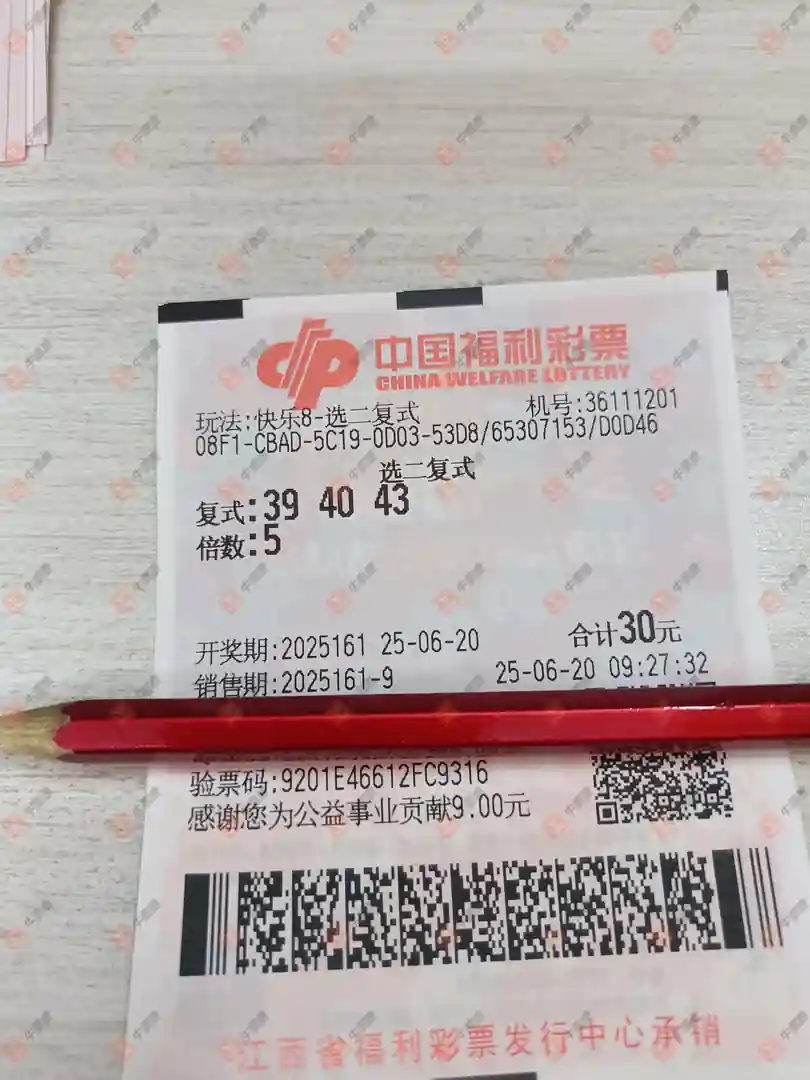 中国福利彩票
CHINA WELFARE LOTTERY
玩法:快乐8-选二复式 机号:36111201
08F1-CBAD-5C19-0D03-53D8/65307153/D0D46
选二复式
复式:39 40 43
倍数:5
开奖期:2025161 25-06-20 合计30元
销售期:2025161-9 25-06-20 09:27:32
验票码:9201E46612FC9316
感谢您为公益事业贡献9.00元
江西省福利彩票发行中心承销